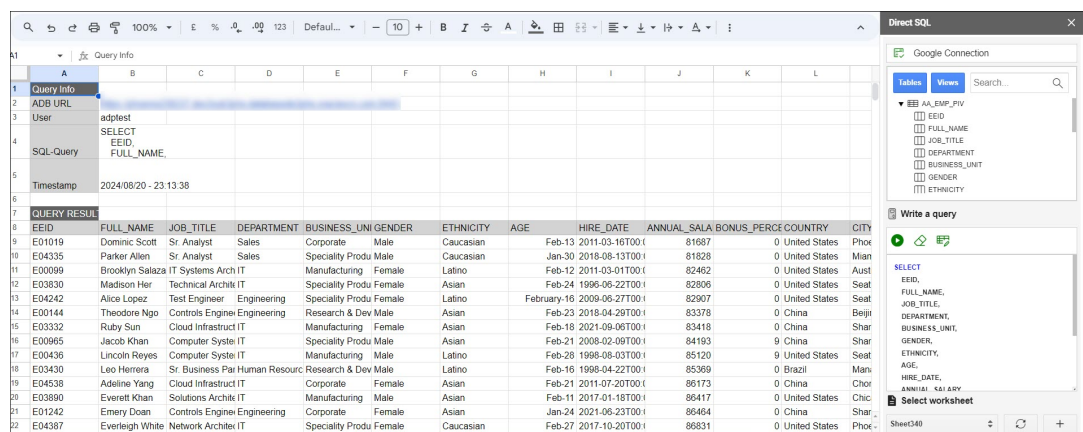 100% £ % .0 .00 123 Defaul... − 10 + B I A
Direct SQL
A1 fx Query Info
Google Connection
Tables Views Search...
AA_EMP_PIV
EEID
FULL_NAME
JOB_TITLE
DEPARTMENT
BUSINESS_UNIT
GENDER
ETHNICITY
A B C D E F G H I J K L
1 Query Info
2 ADB URL
3 User adptest
4 SQL-Query SELECT
EEID,
FULL_NAME,
5 Timestamp 2024/08/20 - 23:13:38
6
7 QUERY RESUL
8 EEID FULL_NAME JOB_TITLE DEPARTMENT BUSINESS_UNI GENDER ETHNICITY AGE HIRE_DATE ANNUAL_SALA BONUS_PERCE COUNTRY CITY
9 E01019 Dominic Scott Sr. Analyst Sales Corporate Male Caucasian Feb-13 2011-03-16T00:( 81687 0 United States Phoe
10 E04335 Parker Allen Sr. Analyst Sales Speciality Produ Male Caucasian Jan-30 2018-08-13T00:( 81828 0 United States Mian
11 E00099 Brooklyn Salaza IT Systems Arch IT Manufacturing Female Latino Feb-12 2011-03-01T00:( 82462 0 United States Aust
12 E03830 Madison Her Technical Archite IT Speciality Produ Female Asian Feb-24 1996-06-22T00:( 82806 0 United States Seat
13 E04242 Alice Lopez Test Engineer Engineering Speciality Produ Female Latino February-16 2009-06-27T00:( 82907 0 United States Seat
14 E00144 Theodore Ngo Controls Enginee Engineering Research & Dev Male Asian Feb-23 2018-04-29T00:( 83378 0 China Beijii
15 E03332 Ruby Sun Cloud Infrastruct IT Manufacturing Female Asian Feb-18 2021-09-06T00:( 83418 0 China Shar
16 E00965 Jacob Khan Computer Syste IT Speciality Produ Male Asian Feb-21 2008-02-09T00:( 84193 9 China Shar
17 E00436 Lincoln Reyes Computer Syste IT Manufacturing Male Latino Feb-28 1998-08-03T00:( 85120 9 United States Seat
18 E03430 Leo Herrera Sr. Business Par Human Resourc Research & Dev Male Latino Feb-16 1998-04-22T00:( 85369 0 Brazil Mana
19 E04538 Adeline Yang Cloud Infrastruct IT Corporate Female Asian Feb-21 2011-07-20T00:( 86173 0 China Chor
20 E03890 Everett Khan Solutions Archite IT Manufacturing Male Asian Feb-11 2017-01-18T00:( 86417 0 United States Chic
21 E01242 Emery Doan Controls Enginee Engineering Corporate Female Asian Jan-24 2021-06-23T00:( 86464 0 China Shar
22 E04387 Everleigh White Network Architec IT Speciality Produ Female Caucasian Feb-27 2017-10-20T00:( 86831 0 United States Phoe
Write a query
SELECT
EEID,
FULL_NAME,
JOB_TITLE,
DEPARTMENT,
BUSINESS_UNIT,
GENDER,
ETHNICITY,
AGE,
HIRE_DATE,
ANNUAL_SALARY
Select worksheet
Sheet340